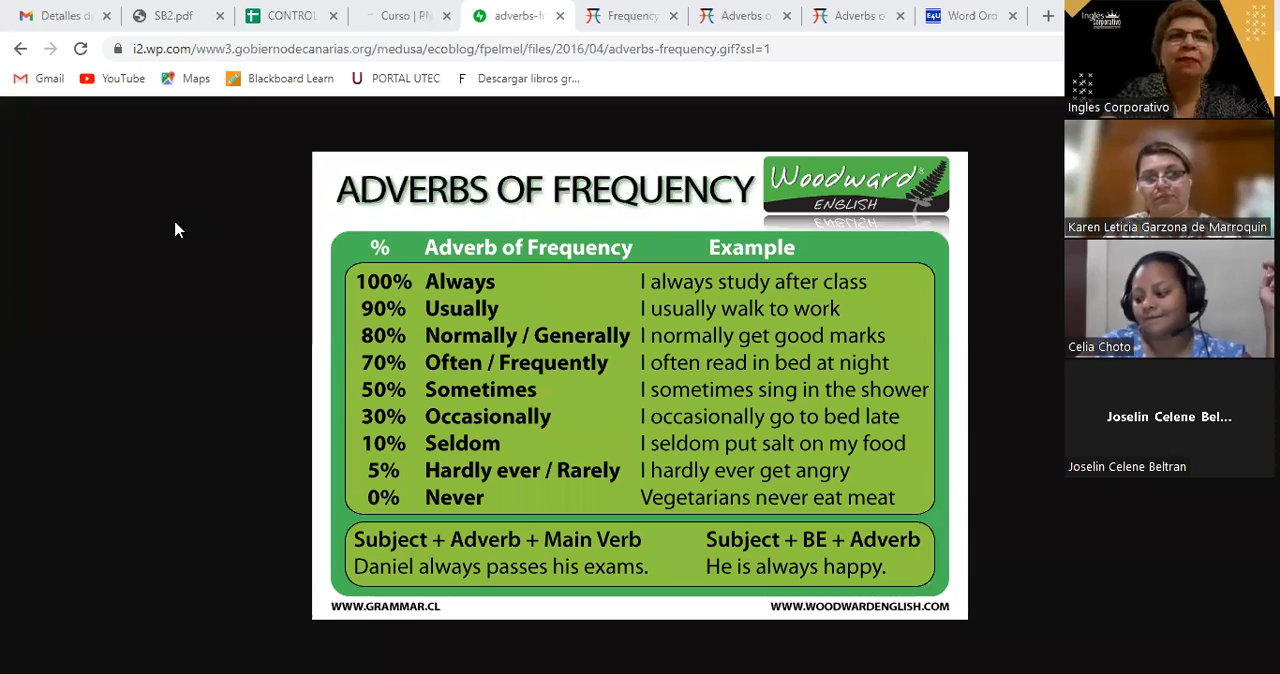 Detalles d
SB2.pdf
CONTROL
Curso | PN
adverbs-f
Frequency
Adverbs o
Adverbs o
E4U Word Ord
i2.wp.com/www3.gobiernodecanarias.org/medusa/ecoblog/fpelmel/files/2016/04/adverbs-frequency.gif?ssl=1
Gmail YouTube Maps Blackboard Learn U PORTAL UTEC F Descargar libros gr...
ADVERBS OF FREQUENCY
Woodward®
ENGLISH
% Adverb of Frequency Example
100% Always I always study after class
90% Usually I usually walk to work
80% Normally / Generally I normally get good marks
70% Often / Frequently I often read in bed at night
50% Sometimes I sometimes sing in the shower
30% Occasionally I occasionally go to bed late
10% Seldom I seldom put salt on my food
5% Hardly ever / Rarely I hardly ever get angry
0% Never Vegetarians never eat meat
Subject + Adverb + Main Verb Subject + BE + Adverb
Daniel always passes his exams. He is always happy.
WWW.GRAMMAR.CL WWW.WOODWARDENGLISH.COM
Inglés
Corporativo
Ingles Corporativo
Karen Leticia Garzona de Marroquin
Celia Choto
Joselin Celene Bel...
Joselin Celene Beltran